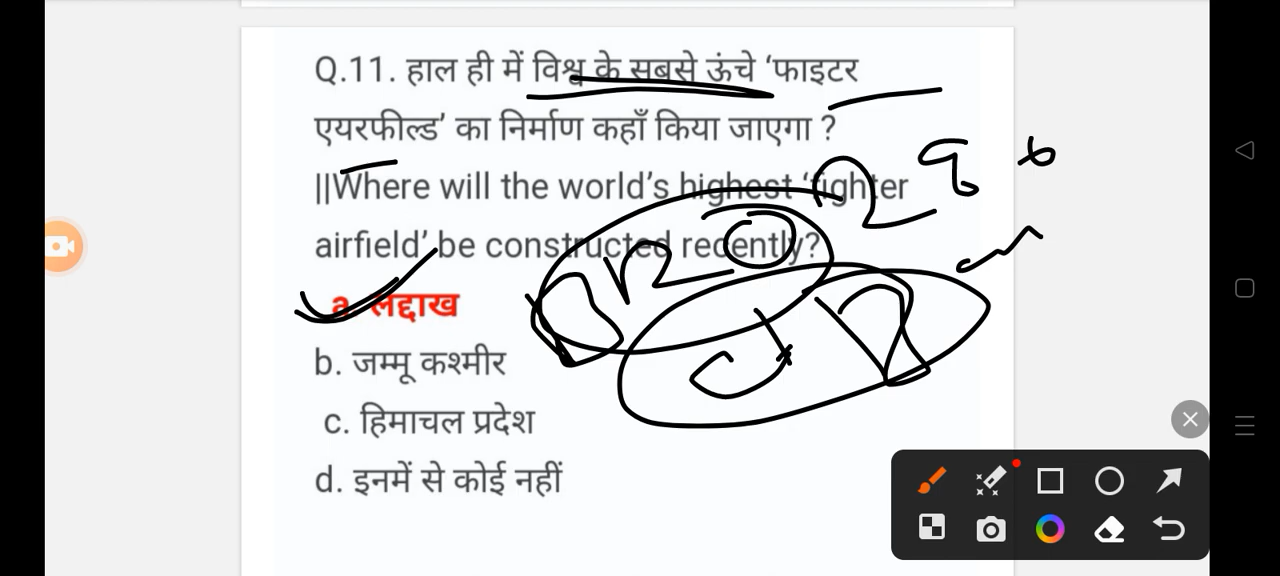 Q.11. हाल ही में विश्व के सबसे ऊंचे ‘फाइटर
एयरफील्ड’ का निर्माण कहाँ किया जाएगा ?
||Where will the world’s highest ‘fighter
airfield’ be constructed recently?
a. लद्दाख
b. जम्मू कश्मीर
c. हिमाचल प्रदेश
d. इनमें से कोई नहीं